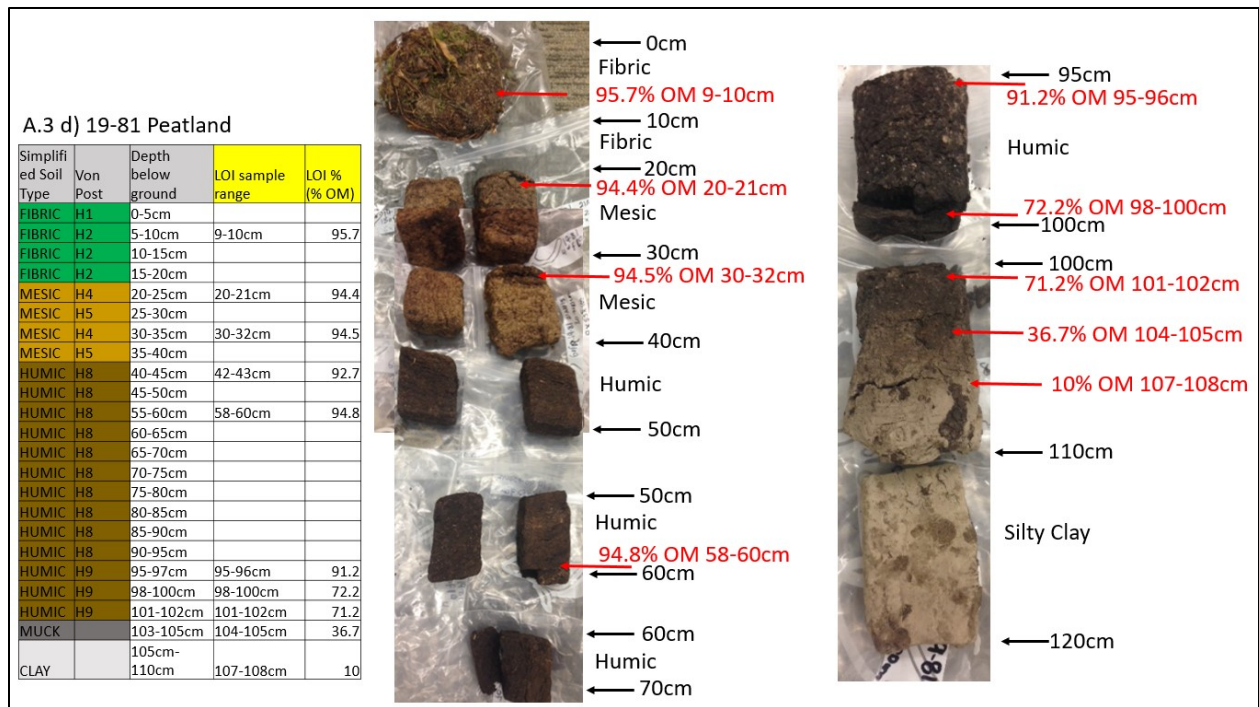 A.3 d) 19-81 Peatland
Simplifi ed Soil Type Von Post Depth below ground LOI sample range LOI % (% OM)
FIBRIC H1 0-5cm
FIBRIC H2 5-10cm 9-10cm 95.7
FIBRIC H2 10-15cm
FIBRIC H2 15-20cm
MESIC H4 20-25cm 20-21cm 94.4
MESIC H5 25-30cm
MESIC H4 30-35cm 30-32cm 94.5
MESIC H5 35-40cm
HUMIC H8 40-45cm 42-43cm 92.7
HUMIC H8 45-50cm
HUMIC H8 55-60cm 58-60cm 94.8
HUMIC H8 60-65cm
HUMIC H8 65-70cm
HUMIC H8 70-75cm
HUMIC H8 75-80cm
HUMIC H8 80-85cm
HUMIC H8 85-90cm
HUMIC H8 90-95cm
HUMIC H9 95-97cm 95-96cm 91.2
HUMIC H9 98-100cm 98-100cm 72.2
HUMIC H9 101-102cm 101-102cm 71.2
MUCK 103-105cm 104-105cm 36.7
CLAY 105cm-110cm 107-108cm 10
0cm
Fibric
95.7% OM 9-10cm
10cm
Fibric
20cm
94.4% OM 20-21cm
Mesic
30cm
94.5% OM 30-32cm
Mesic
40cm
Humic
50cm
50cm
Humic
94.8% OM 58-60cm
60cm
60cm
Humic
70cm
95cm
91.2% OM 95-96cm
Humic
72.2% OM 98-100cm
100cm
100cm
71.2% OM 101-102cm
36.7% OM 104-105cm
10% OM 107-108cm
110cm
Silty Clay
120cm